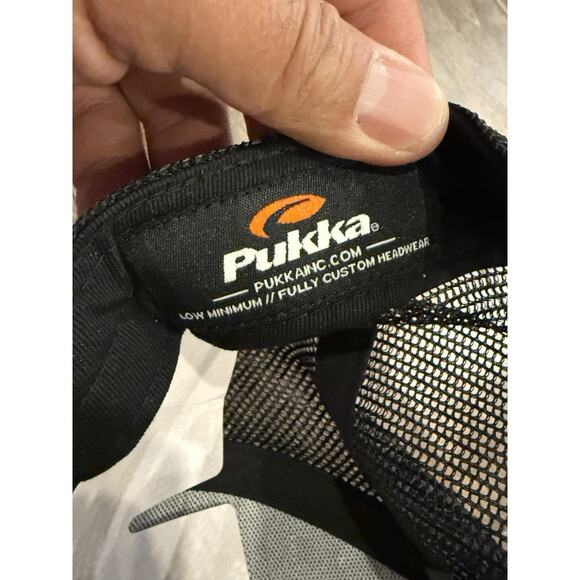 Pukka®
— PUKKAINC.COM —
LOW MINIMUM // FULLY CUSTOM HEADWEAR